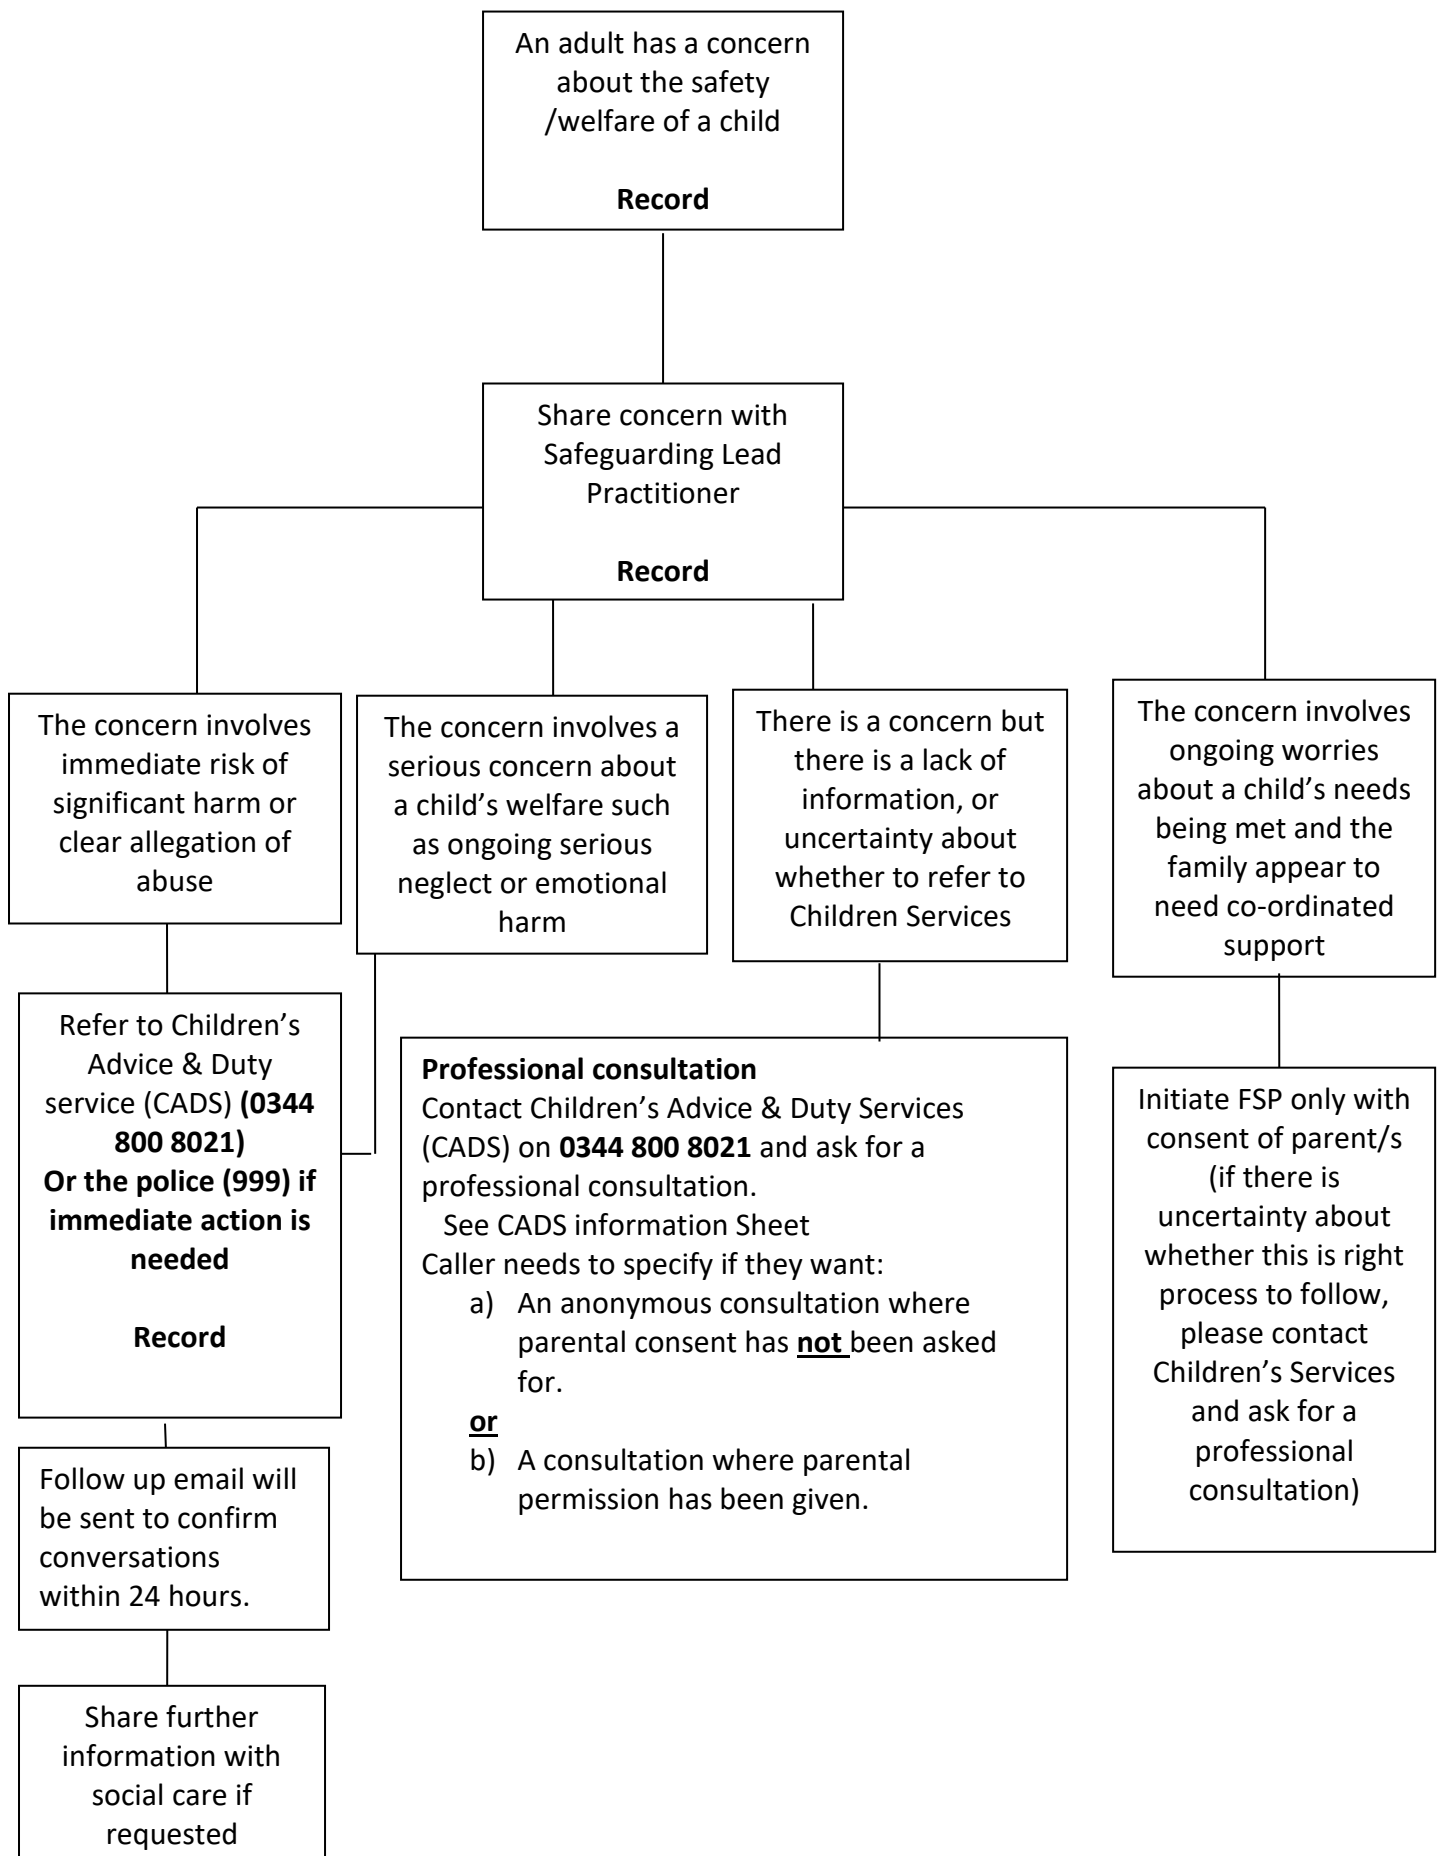 An adult has a concern
about the safety
/welfare of a child
Record
Share concern with
Safeguarding Lead
Practitioner
Record
The concern involves
immediate risk of
significant harm or
clear allegation of
abuse
The concern involves a
serious concern about
a child’s welfare such
as ongoing serious
neglect or emotional
harm
There is a concern but
there is a lack of
information, or
uncertainty about
whether to refer to
Children Services
The concern involves
ongoing worries
about a child’s needs
being met and the
family appear to
need co-ordinated
support
Refer to Children’s
Advice & Duty
service (CADS) (0344
800 8021)
Or the police (999) if
immediate action is
needed
Record
Professional consultation
Contact Children’s Advice & Duty Services
(CADS) on 0344 800 8021 and ask for a
professional consultation.
See CADS information Sheet
Caller needs to specify if they want:
a) An anonymous consultation where
parental consent has not been asked
for.
or
b) A consultation where parental
permission has been given.
Initiate FSP only with
consent of parent/s
(if there is
uncertainty about
whether this is right
process to follow,
please contact
Children’s Services
and ask for a
professional
consultation)
Follow up email will
be sent to confirm
conversations
within 24 hours.
Share further
information with
social care if
requested